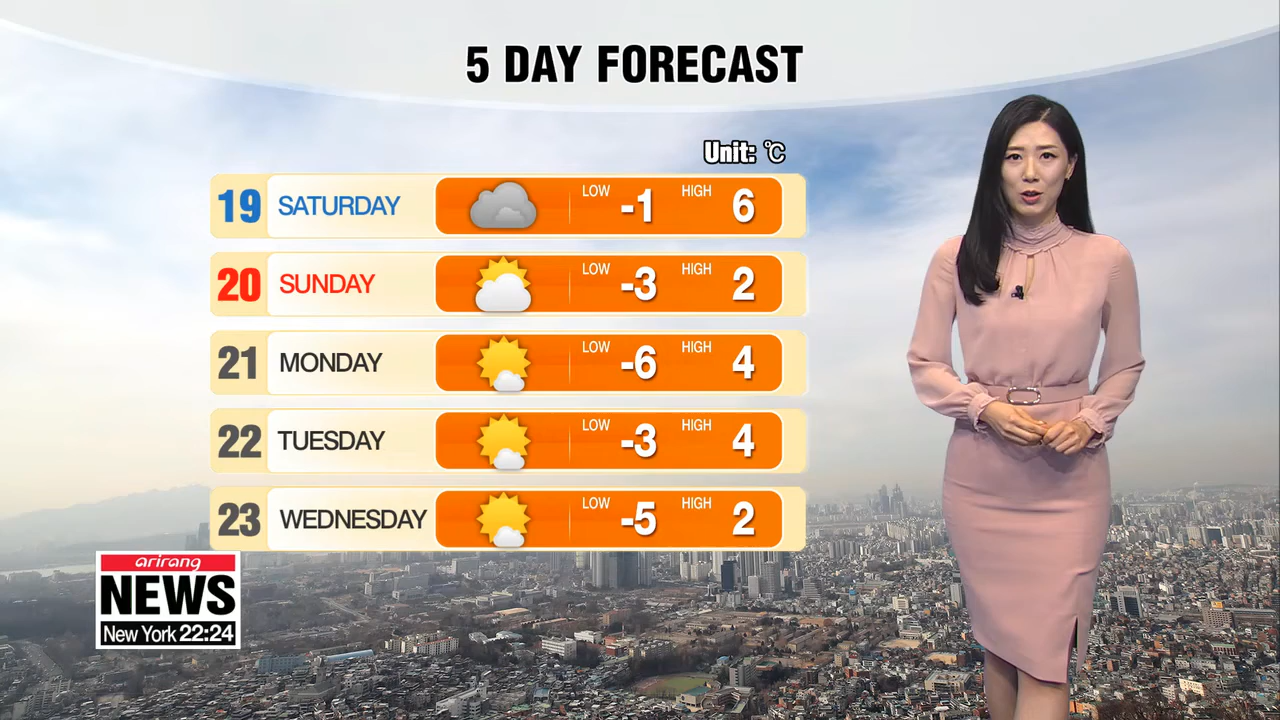 5 DAY FORECAST
Unit: ℃
19 SATURDAY LOW -1 HIGH 6
20 SUNDAY LOW -3 HIGH 2
21 MONDAY LOW -6 HIGH 4
22 TUESDAY LOW -3 HIGH 4
23 WEDNESDAY LOW -5 HIGH 2
arirang
NEWS
New York 22:24